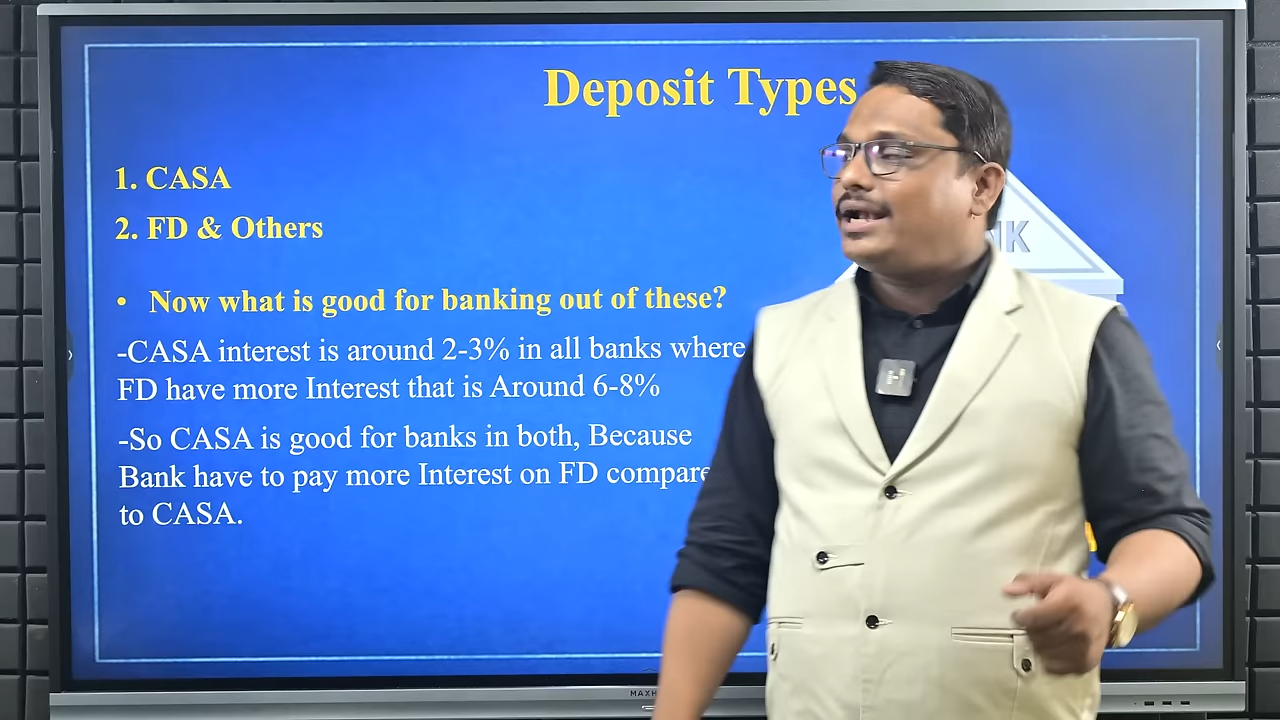 Deposit Types
1. CASA
2. FD & Others
• Now what is good for banking out of these?
-CASA interest is around 2-3% in all banks where
FD have more Interest that is Around 6-8%
-So CASA is good for banks in both, Because
Bank have to pay more Interest on FD compare
to CASA.